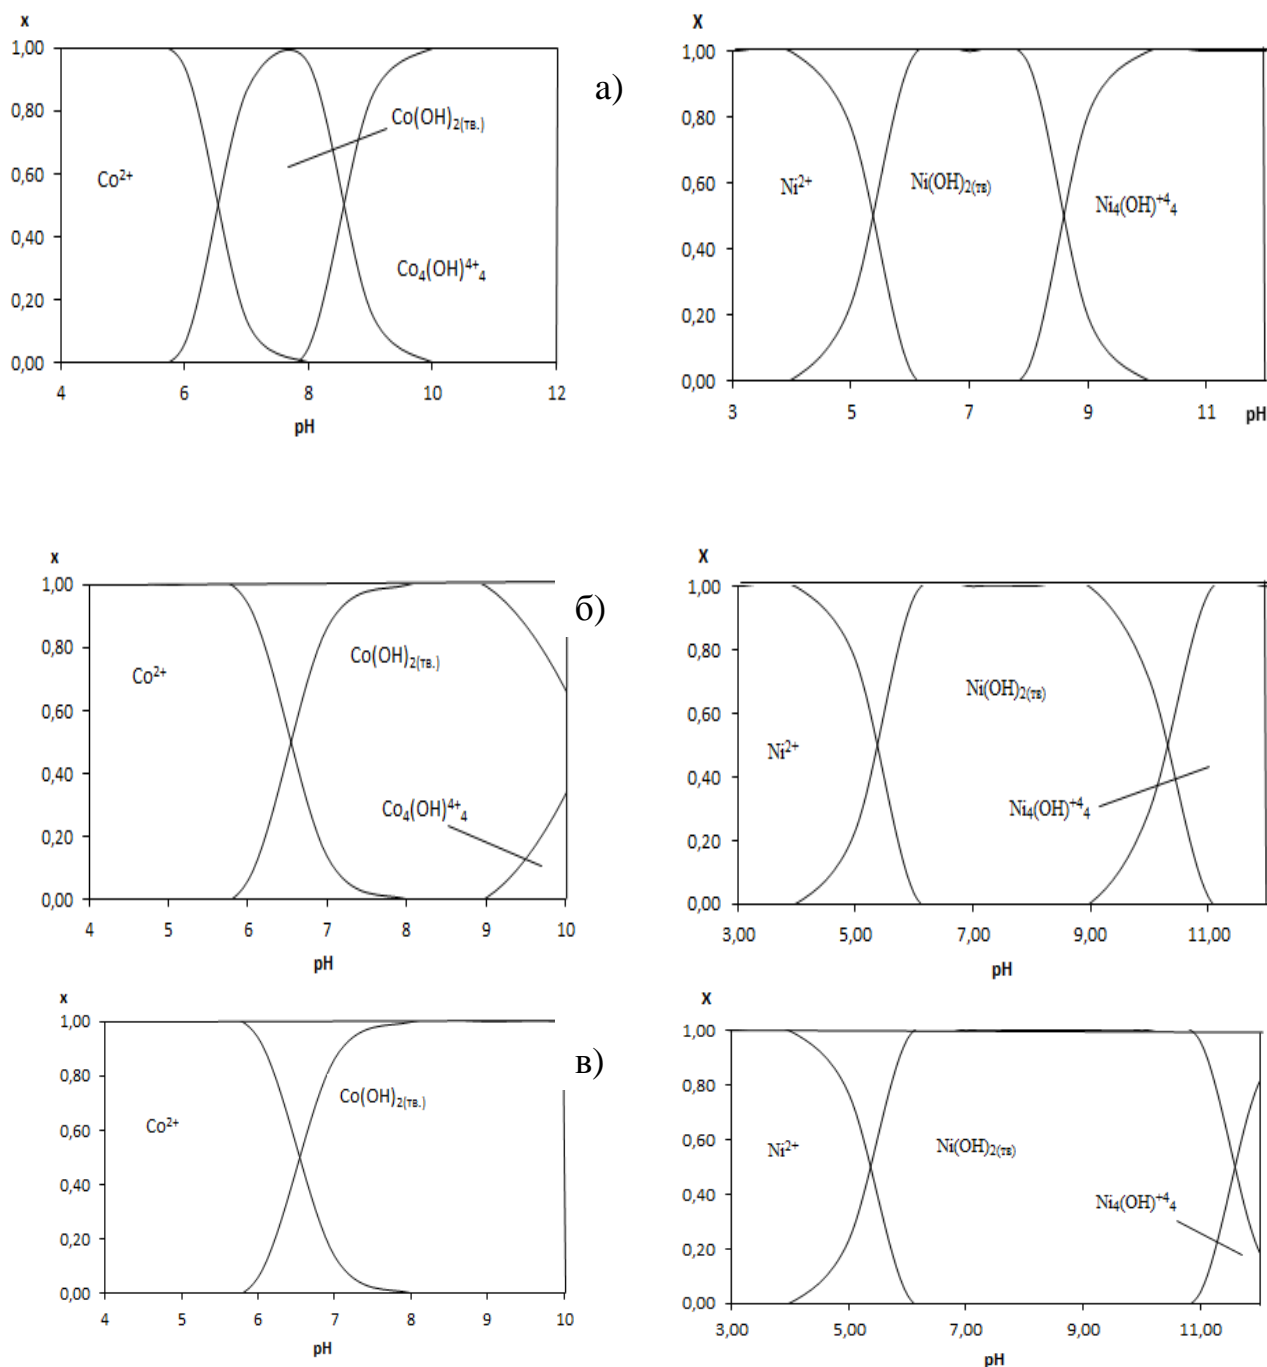 x
1,00
0,80
0,60
0,40
0,20
0,00
4 6 8 10 12
pH
Co²⁺
Co(OH)₂₍тв.₎
Co₄(OH)⁴⁺₄
а)
X
1,00
0,80
0,60
0,40
0,20
0,00
3 5 7 9 11 pH
Ni²⁺
Ni(OH)₂₍тв₎
Ni₄(OH)⁺⁴₄
x
1,00
0,80
0,60
0,40
0,20
0,00
4 5 6 7 8 9 10
pH
Co²⁺
Co(OH)₂₍тв.₎
Co₄(OH)⁴⁺₄
б)
X
1,00
0,80
0,60
0,40
0,20
0,00
3,00 5,00 7,00 9,00 11,00
pH
Ni²⁺
Ni(OH)₂₍тв₎
Ni₄(OH)⁺⁴₄
x
1,00
0,80
0,60
0,40
0,20
0,00
4 5 6 7 8 9 10
pH
Co²⁺
Co(OH)₂₍тв.₎
в)
X
1,00
0,80
0,60
0,40
0,20
0,00
3,00 5,00 7,00 9,00 11,00
pH
Ni²⁺
Ni(OH)₂₍тв₎
Ni₄(OH)⁺⁴₄